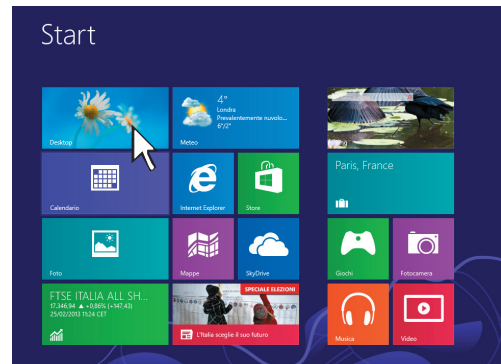 Start
Desktop
4°
Londra
Prevalentemente nuvolo...
6°/2°
Meteo
Calendario
Internet Explorer
Store
Foto
Mappe
SkyDrive
FTSE ITALIA ALL SH...
17.346,94 ▲ +0,86% (+147,43)
25/02/2013 11:24 CET
SPECIALE ELEZIONI
L'Italia sceglie il suo futuro
Paris, France
Giochi
Fotocamera
Musica
Video